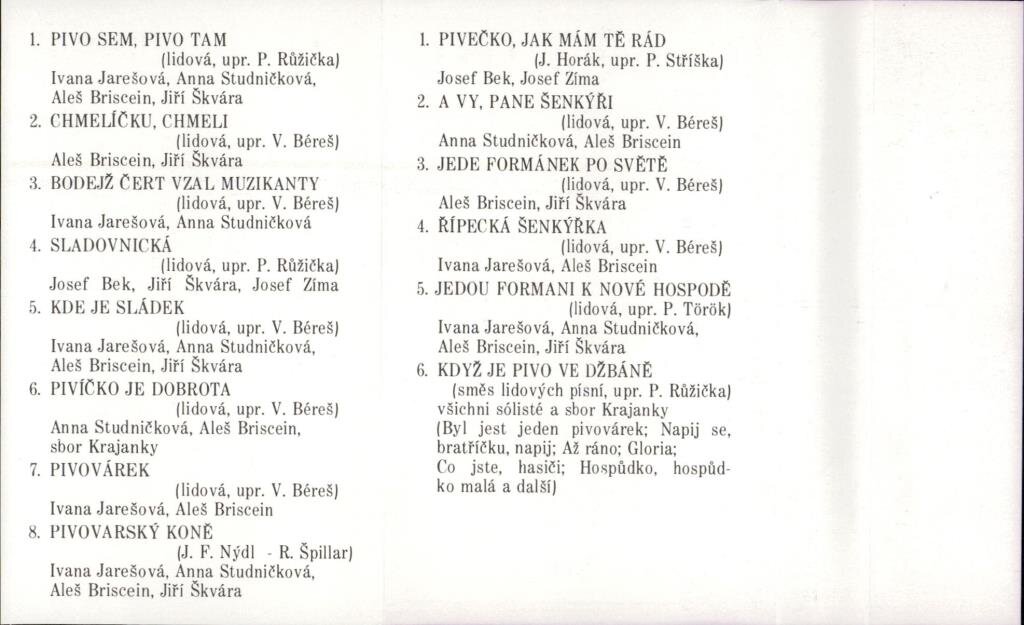 1. PIVO SEM, PIVO TAM
(lidová, upr. P. Růžička)
Ivana Jarešová, Anna Studničková,
Aleš Briscein, Jiří Škvára
2. CHMELÍČKU, CHMELI
(lidová, upr. V. Béreš)
Aleš Briscein, Jiří Škvára
3. BODEJŽ ČERT VZAL MUZIKANTY
(lidová, upr. V. Béreš)
Ivana Jarešová, Anna Studničková
4. SLADOVNICKÁ
(lidová, upr. P. Růžička)
Josef Bek, Jiří Škvára, Josef Zíma
5. KDE JE SLÁDEK
(lidová, upr. V. Béreš)
Ivana Jarešová, Anna Studničková,
Aleš Briscein, Jiří Škvára
6. PIVÍČKO JE DOBROTA
(lidová, upr. V. Béreš)
Anna Studničková, Aleš Briscein,
sbor Krajanky
7. PIVOVÁREK
(lidová, upr. V. Béreš)
Ivana Jarešová, Aleš Briscein
8. PIVOVARSKÝ KONĚ
(J. F. Nýdl - R. Špillar)
Ivana Jarešová, Anna Studničková,
Aleš Briscein, Jiří Škvára
1. PIVEČKO, JAK MÁM TĚ RÁD
(J. Horák, upr. P. Stříška)
Josef Bek, Josef Zíma
2. A VY, PANE ŠENKÝŘI
(lidová, upr. V. Béreš)
Anna Studničková, Aleš Briscein
3. JEDE FORMÁNEK PO SVĚTĚ
(lidová, upr. V. Béreš)
Aleš Briscein, Jiří Škvára
4. ŘÍPECKÁ ŠENKÝŘKA
(lidová, upr. V. Béreš)
Ivana Jarešová, Aleš Briscein
5. JEDOU FORMANI K NOVÉ HOSPODĚ
(lidová, upr. P. Török)
Ivana Jarešová, Anna Studničková,
Aleš Briscein, Jiří Škvára
6. KDYŽ JE PIVO VE DŽBÁNĚ
(směs lidových písní, upr. P. Růžička)
všichni sólisté a sbor Krajanky
(Byl jest jeden pivovárek; Napij se,
bratříčku, napij; Až ráno; Gloria;
Co jste, hasiči; Hospůdko, hospůd-
ko malá a další)